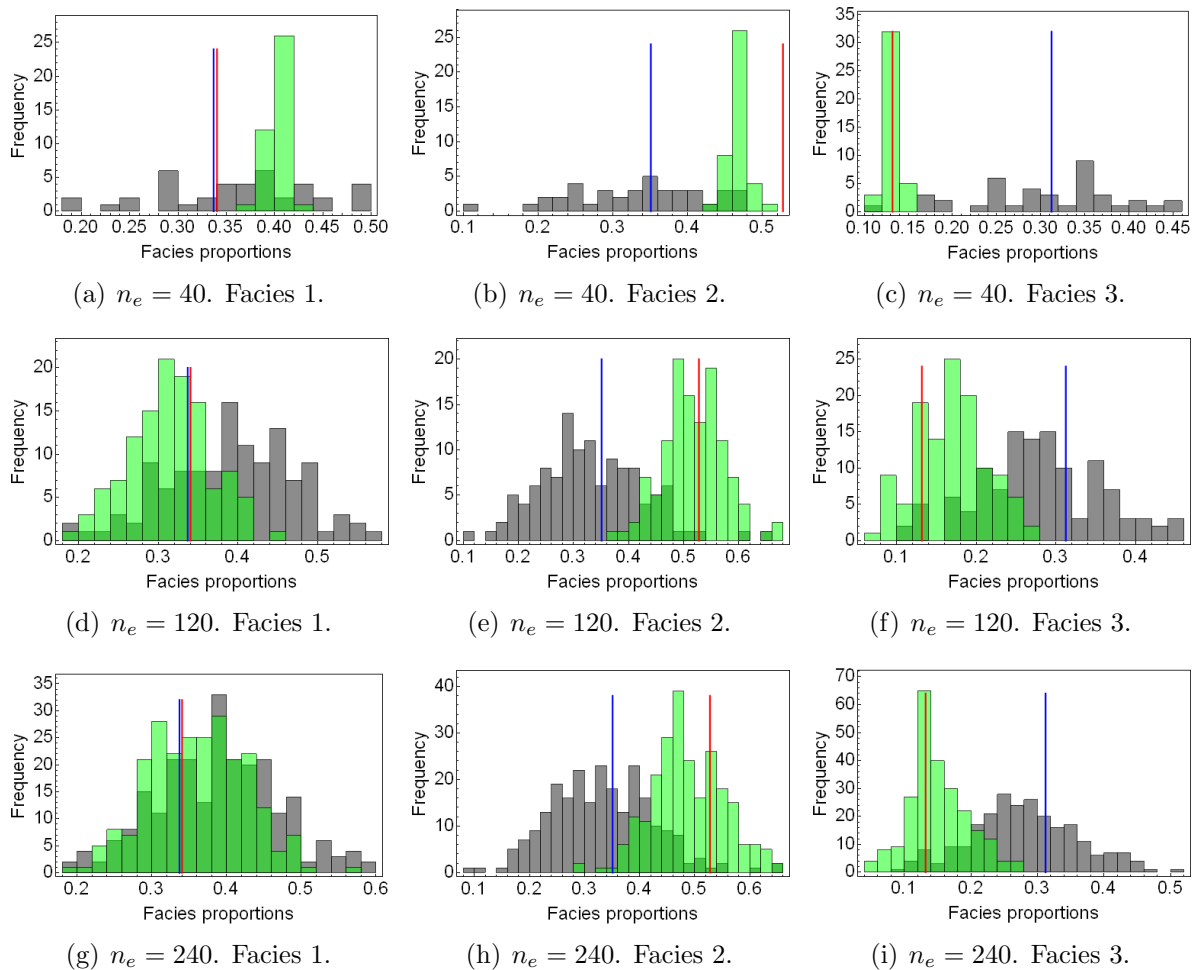 Frequency
25
20
15
10
5
0
0.20 0.25 0.30 0.35 0.40 0.45 0.50
Facies proportions
(a) n_e = 40. Facies 1.
Frequency
25
20
15
10
5
0
0.1 0.2 0.3 0.4 0.5
Facies proportions
(b) n_e = 40. Facies 2.
Frequency
35
30
25
20
15
10
5
0
0.10 0.15 0.20 0.25 0.30 0.35 0.40 0.45
Facies proportions
(c) n_e = 40. Facies 3.
Frequency
20
15
10
5
0
0.2 0.3 0.4 0.5
Facies proportions
(d) n_e = 120. Facies 1.
Frequency
20
15
10
5
0
0.1 0.2 0.3 0.4 0.5 0.6
Facies proportions
(e) n_e = 120. Facies 2.
Frequency
25
20
15
10
5
0
0.1 0.2 0.3 0.4
Facies proportions
(f) n_e = 120. Facies 3.
Frequency
35
30
25
20
15
10
5
0
0.2 0.3 0.4 0.5 0.6
Facies proportions
(g) n_e = 240. Facies 1.
Frequency
40
30
20
10
0
0.1 0.2 0.3 0.4 0.5 0.6
Facies proportions
(h) n_e = 240. Facies 2.
Frequency
70
60
50
40
30
20
10
0
0.1 0.2 0.3 0.4 0.5
Facies proportions
(i) n_e = 240. Facies 3.